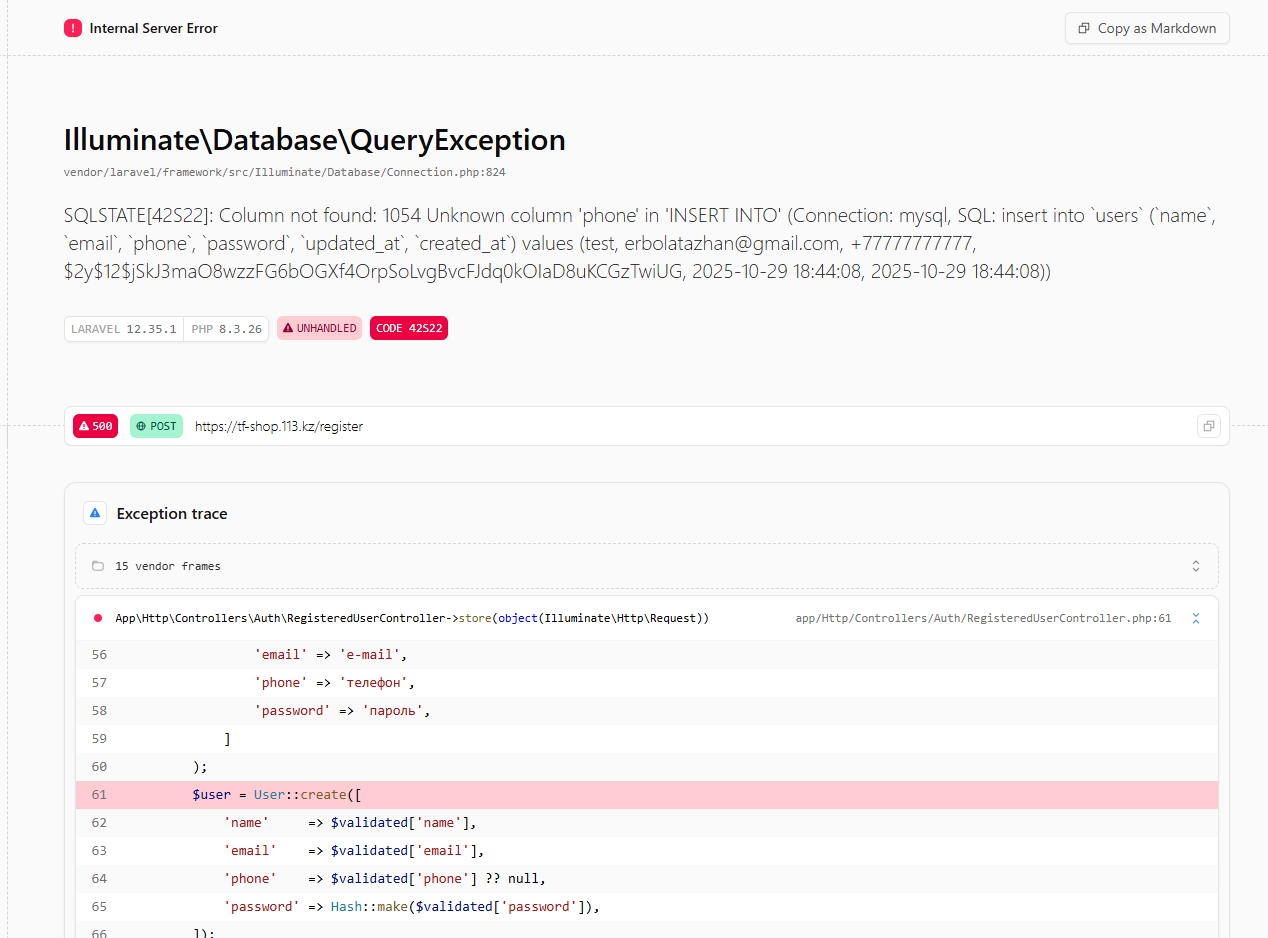 Internal Server Error
Copy as Markdown
Illuminate\Database\QueryException
vendor/laravel/framework/src/Illuminate/Database/Connection.php:824
SQLSTATE[42S22]: Column not found: 1054 Unknown column 'phone' in 'INSERT INTO' (Connection: mysql, SQL: insert into `users` (`name`,
`email`, `phone`, `password`, `updated_at`, `created_at`) values (test, erbolatazhan@gmail.com, +77777777777,
$2y$12$jSkJ3maO8wzzFG6bOGXf4OrpSoLvgBvcFJdq0kOIaD8uKCGzTwiUG, 2025-10-29 18:44:08, 2025-10-29 18:44:08))
LARAVEL 12.35.1 PHP 8.3.26 UNHANDLED CODE 42S22
500 POST https://tf-shop.113.kz/register
Exception trace
15 vendor frames
App\Http\Controllers\Auth\RegisteredUserController->store(object(Illuminate\Http\Request)) app/Http/Controllers/Auth/RegisteredUserController.php:61
56 'email' => 'e-mail',
57 'phone' => 'телефон',
58 'password' => 'пароль',
59 ]
60 );
61 $user = User::create([
62 'name' => $validated['name'],
63 'email' => $validated['email'],
64 'phone' => $validated['phone'] ?? null,
65 'password' => Hash::make($validated['password']),
66 ]);